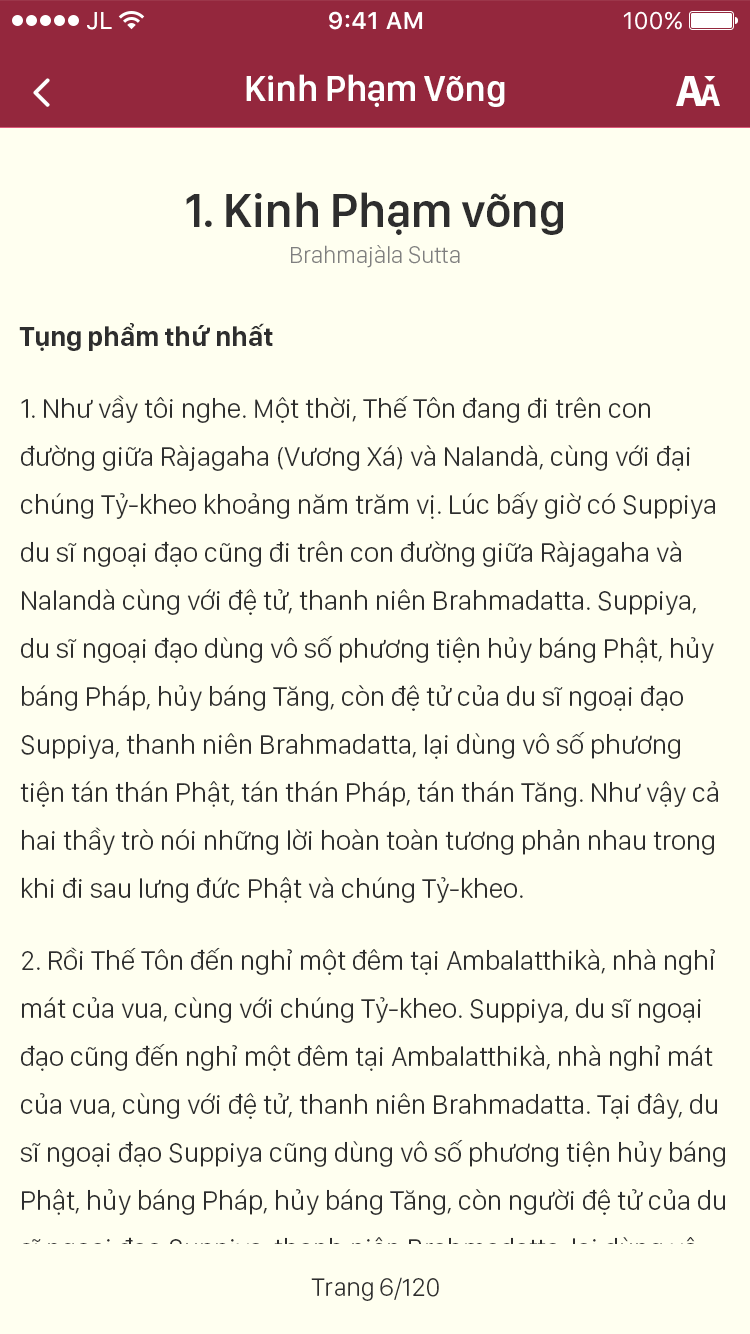 JL 9:41 AM 100%
Kinh Phạm Võng
1. Kinh Phạm võng
Brahmajàla Sutta
Tụng phẩm thứ nhất
1. Như vầy tôi nghe. Một thời, Thế Tôn đang đi trên con
đường giữa Ràjagaha (Vương Xá) và Nalandà, cùng với đại
chúng Tỷ-kheo khoảng năm trăm vị. Lúc bấy giờ có Suppiya
du sĩ ngoại đạo cũng đi trên con đường giữa Ràjagaha và
Nalandà cùng với đệ tử, thanh niên Brahmadatta. Suppiya,
du sĩ ngoại đạo dùng vô số phương tiện hủy báng Phật, hủy
báng Pháp, hủy báng Tăng, còn đệ tử của du sĩ ngoại đạo
Suppiya, thanh niên Brahmadatta, lại dùng vô số phương
tiện tán thán Phật, tán thán Pháp, tán thán Tăng. Như vậy cả
hai thầy trò nói những lời hoàn toàn tương phản nhau trong
khi đi sau lưng đức Phật và chúng Tỷ-kheo.
2. Rồi Thế Tôn đến nghỉ một đêm tại Ambalatthikà, nhà nghỉ
mát của vua, cùng với chúng Tỷ-kheo. Suppiya, du sĩ ngoại
đạo cũng đến nghỉ một đêm tại Ambalatthikà, nhà nghỉ mát
của vua, cùng với đệ tử, thanh niên Brahmadatta. Tại đây, du
sĩ ngoại đạo Suppiya cũng dùng vô số phương tiện hủy báng
Phật, hủy báng Pháp, hủy báng Tăng, còn người đệ tử của du
Trang 6/120